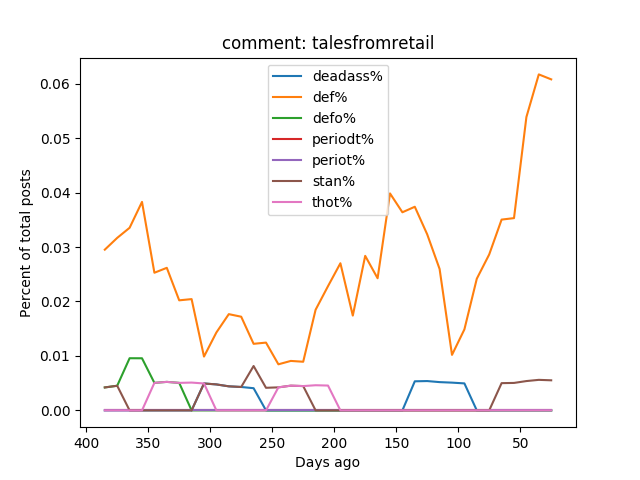 comment: talesfromretail
deadass%
def%
defo%
periodt%
periot%
stan%
thot%
0.06
0.05
0.04
0.03
0.02
0.01
0.00
Percent of total posts
400 350 300 250 200 150 100 50
Days ago